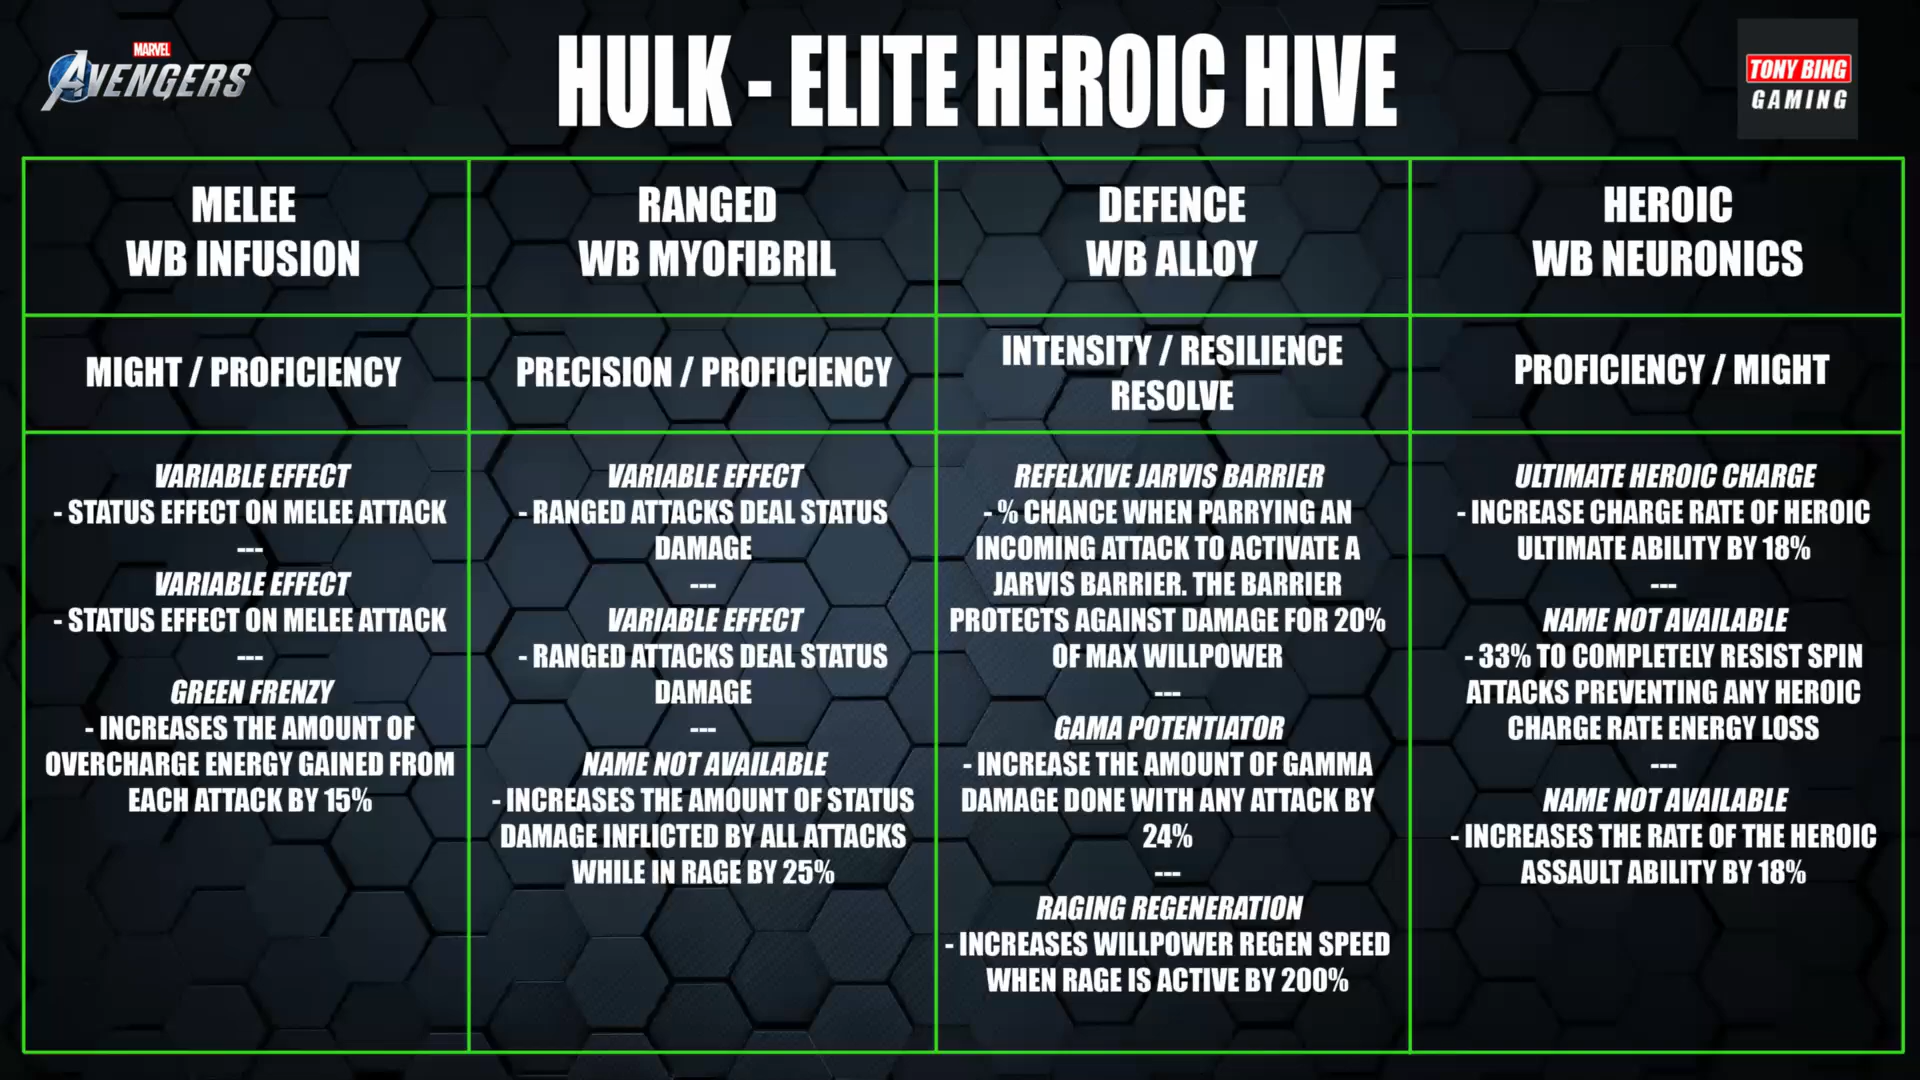 MARVEL
AVENGERS
HULK - ELITE HEROIC HIVE
TONY BING
GAMING
MELEE
WB INFUSION
RANGED
WB MYOFIBRIL
DEFENCE
WB ALLOY
HEROIC
WB NEURONICS
MIGHT / PROFICIENCY
PRECISION / PROFICIENCY
INTENSITY / RESILIENCE
RESOLVE
PROFICIENCY / MIGHT
VARIABLE EFFECT
- STATUS EFFECT ON MELEE ATTACK
---
VARIABLE EFFECT
- STATUS EFFECT ON MELEE ATTACK
---
GREEN FRENZY
- INCREASES THE AMOUNT OF
OVERCHARGE ENERGY GAINED FROM
EACH ATTACK BY 15%
VARIABLE EFFECT
- RANGED ATTACKS DEAL STATUS
DAMAGE
---
VARIABLE EFFECT
- RANGED ATTACKS DEAL STATUS
DAMAGE
---
NAME NOT AVAILABLE
- INCREASES THE AMOUNT OF STATUS
DAMAGE INFLICTED BY ALL ATTACKS
WHILE IN RAGE BY 25%
REFELXIVE JARVIS BARRIER
- % CHANCE WHEN PARRYING AN
INCOMING ATTACK TO ACTIVATE A
JARVIS BARRIER. THE BARRIER
PROTECTS AGAINST DAMAGE FOR 20%
OF MAX WILLPOWER
---
GAMA POTENTIATOR
- INCREASE THE AMOUNT OF GAMMA
DAMAGE DONE WITH ANY ATTACK BY
24%
---
RAGING REGENERATION
- INCREASES WILLPOWER REGEN SPEED
WHEN RAGE IS ACTIVE BY 200%
ULTIMATE HEROIC CHARGE
- INCREASE CHARGE RATE OF HEROIC
ULTIMATE ABILITY BY 18%
---
NAME NOT AVAILABLE
- 33% TO COMPLETELY RESIST SPIN
ATTACKS PREVENTING ANY HEROIC
CHARGE RATE ENERGY LOSS
---
NAME NOT AVAILABLE
- INCREASES THE RATE OF THE HEROIC
ASSAULT ABILITY BY 18%